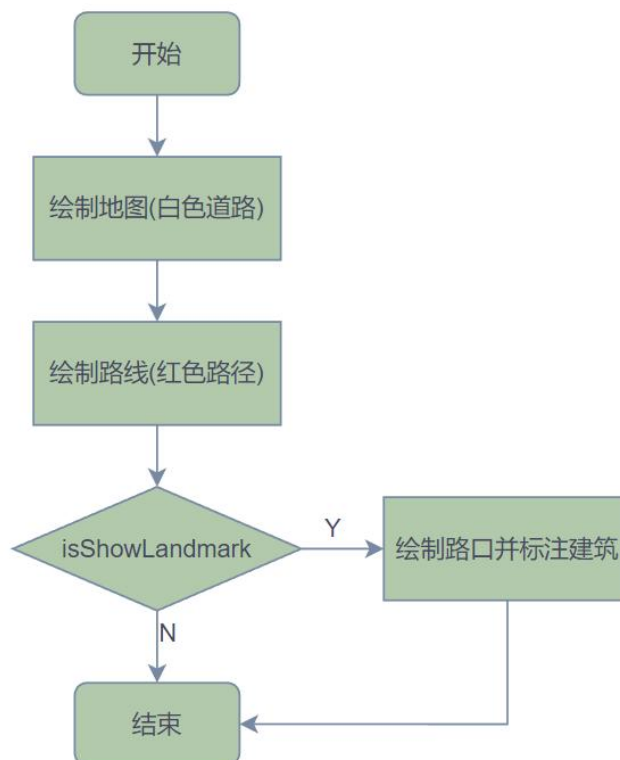 开始
绘制地图(白色道路)
绘制路线(红色路径)
isShowLandmark
Y
绘制路口并标注建筑
N
结束